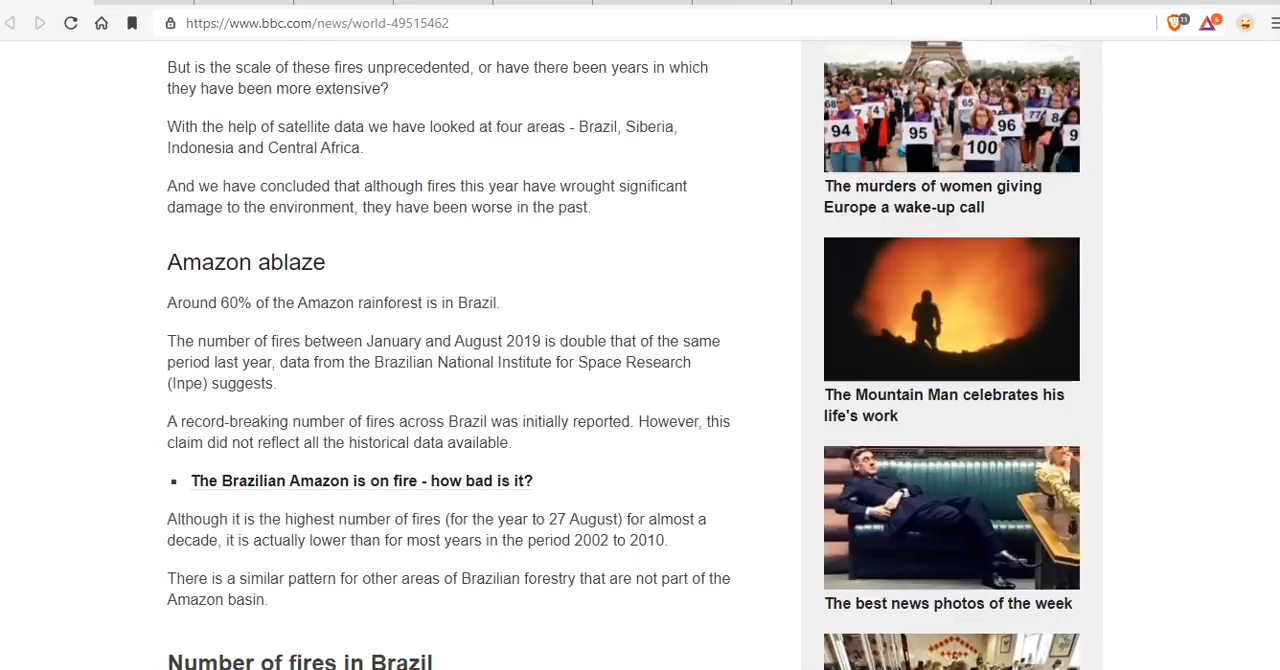 https://www.bbc.com/news/world-49515462
11
6
But is the scale of these fires unprecedented, or have there been years in which
they have been more extensive?
With the help of satellite data we have looked at four areas - Brazil, Siberia,
Indonesia and Central Africa.
And we have concluded that although fires this year have wrought significant
damage to the environment, they have been worse in the past.
Amazon ablaze
Around 60% of the Amazon rainforest is in Brazil.
The number of fires between January and August 2019 is double that of the same
period last year, data from the Brazilian National Institute for Space Research
(Inpe) suggests.
A record-breaking number of fires across Brazil was initially reported. However, this
claim did not reflect all the historical data available.
The Brazilian Amazon is on fire - how bad is it?
Although it is the highest number of fires (for the year to 27 August) for almost a
decade, it is actually lower than for most years in the period 2002 to 2010.
There is a similar pattern for other areas of Brazilian forestry that are not part of the
Amazon basin.
Number of fires in Brazil
94
95
65
100
96
77
The murders of women giving
Europe a wake-up call
The Mountain Man celebrates his
life's work
The best news photos of the week